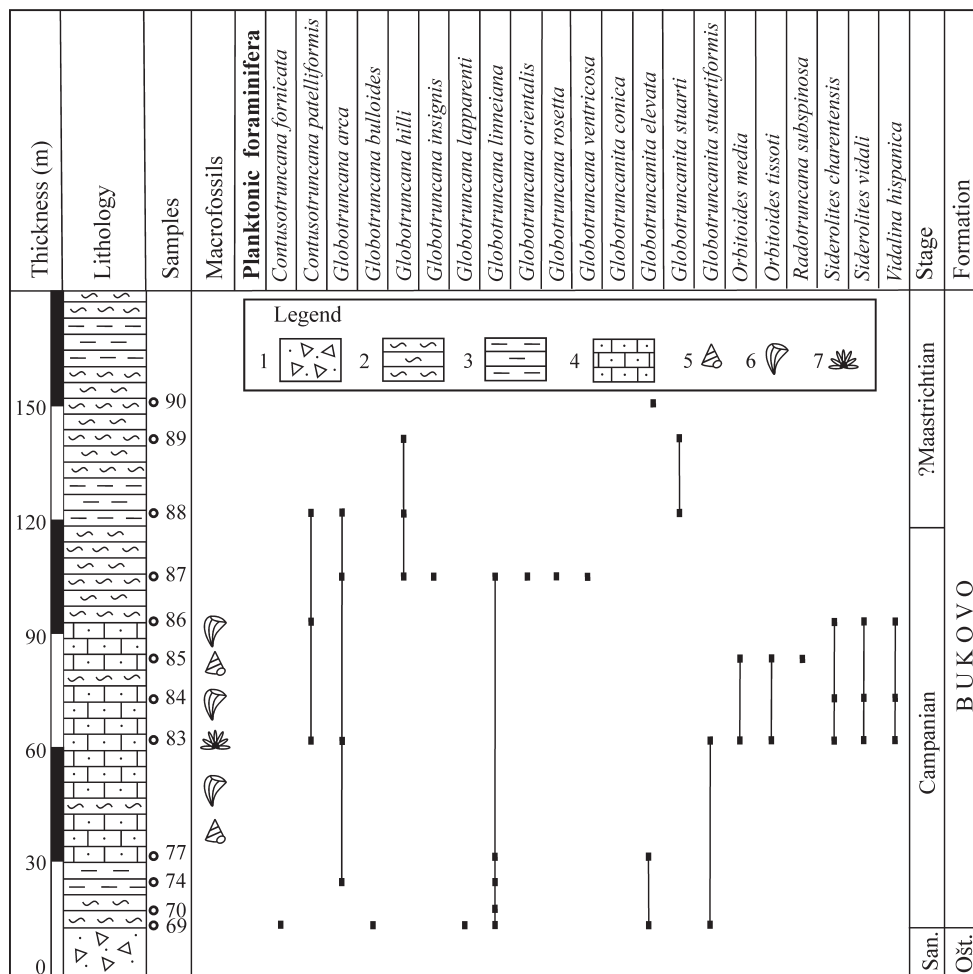 Thickness (m)
Lithology
Samples
Macrofossils
Planktonic foraminifera
Contusotruncana fornicata
Contusotruncana patelliformis
Globotruncana arca
Globotruncana bulloides
Globotruncana hilli
Globotruncana insignis
Globotruncana lapparenti
Globotruncana linneiana
Globotruncana orientalis
Globotruncana rosetta
Globotruncana ventricosa
Globotruncanita conica
Globotruncanita elevata
Globotruncanita stuarti
Globotruncanita stuartiformis
Orbitoides media
Orbitoides tissoti
Radotruncana subspinosa
Siderolites charentensis
Siderolites vidali
Vidalina hispanica
Stage
Formation
Legend
1 2 3 4 5 6 7
150
120
90
60
30
0
90
89
88
87
86
85
84
83
77
74
70
69
?Maastrichtian
Campanian
San.
BUKOVO
Ošt.